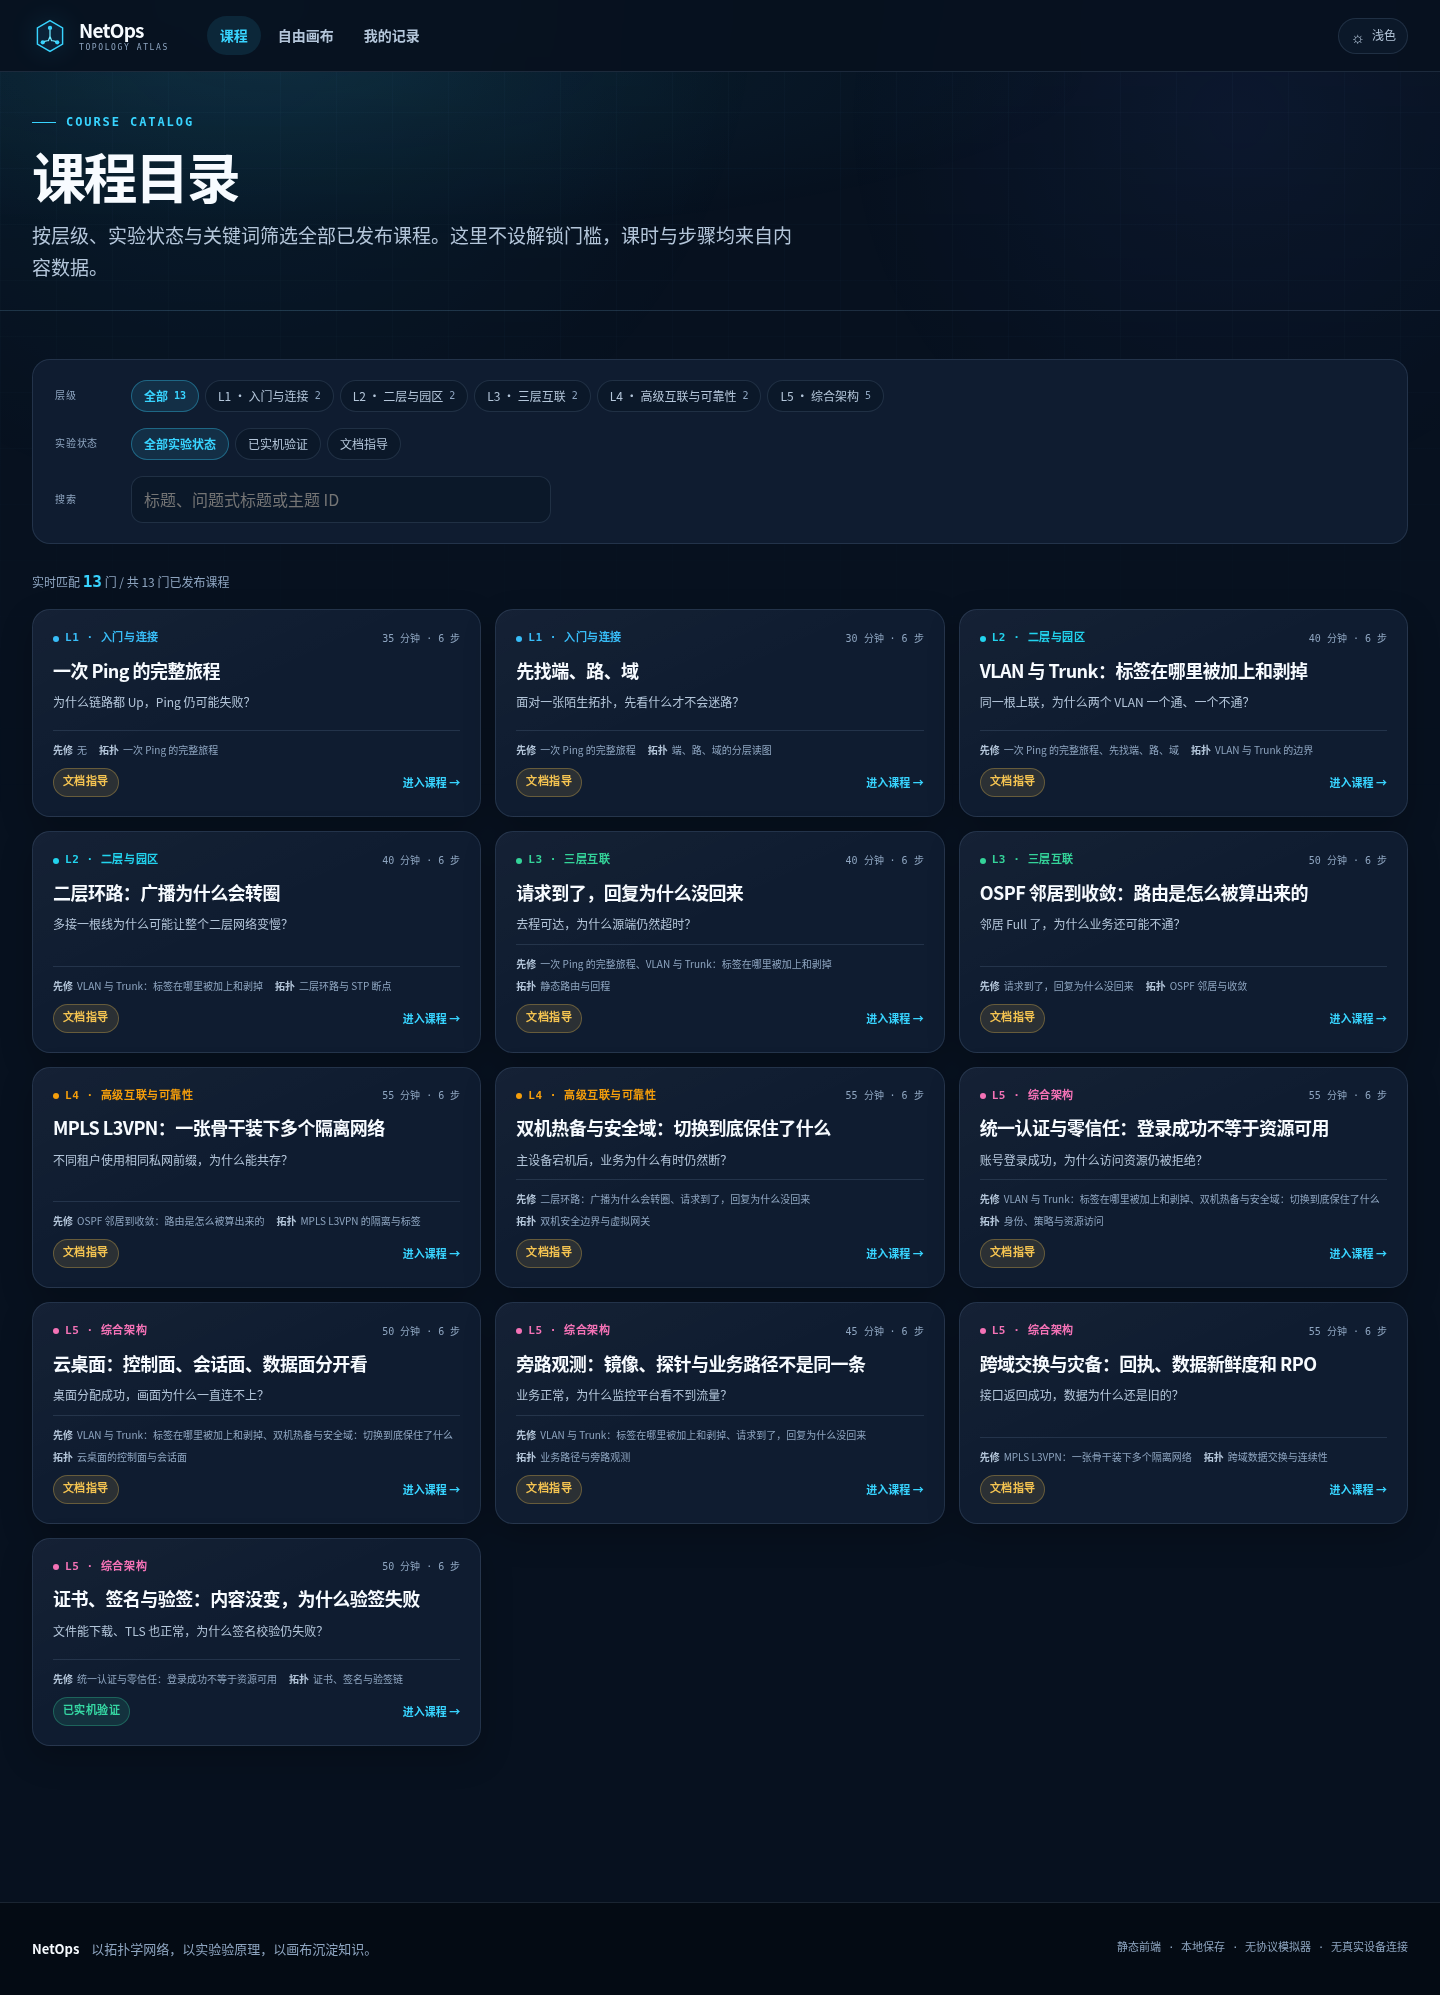 NetOps
TOPOLOGY ATLAS
课程
自由画布
我的记录
☼ 浅色
COURSE CATALOG
课程目录
按层级、实验状态与关键词筛选全部已发布课程。这里不设解锁门槛，课时与步骤均来自内
容数据。
层级
全部 13
L1 · 入门与连接 2
L2 · 二层与园区 2
L3 · 三层互联 2
L4 · 高级互联与可靠性 2
L5 · 综合架构 5
实验状态
全部实验状态
已实机验证
文档指导
搜索
标题、问题式标题或主题 ID
实时匹配 13 门 / 共 13 门已发布课程
L1 · 入门与连接
35 分钟 · 6 步
一次 Ping 的完整旅程
为什么链路都 Up，Ping 仍可能失败？
先修 无 拓扑 一次 Ping 的完整旅程
文档指导
进入课程 →
L1 · 入门与连接
30 分钟 · 6 步
先找端、路、域
面对一张陌生拓扑，先看什么才不会迷路？
先修 一次 Ping 的完整旅程 拓扑 端、路、域的分层读图
文档指导
进入课程 →
L2 · 二层与园区
40 分钟 · 6 步
VLAN 与 Trunk：标签在哪里被加上和剥掉
同一根上联，为什么两个 VLAN 一个通、一个不通？
先修 一次 Ping 的完整旅程、先找端、路、域 拓扑 VLAN 与 Trunk 的边界
文档指导
进入课程 →
L2 · 二层与园区
40 分钟 · 6 步
二层环路：广播为什么会转圈
多接一根线为什么可能让整个二层网络变慢？
先修 VLAN 与 Trunk：标签在哪里被加上和剥掉 拓扑 二层环路与 STP 断点
文档指导
进入课程 →
L3 · 三层互联
40 分钟 · 6 步
请求到了，回复为什么没回来
去程可达，为什么源端仍然超时？
先修 一次 Ping 的完整旅程、VLAN 与 Trunk：标签在哪里被加上和剥掉
拓扑 静态路由与回程
文档指导
进入课程 →
L3 · 三层互联
50 分钟 · 6 步
OSPF 邻居到收敛：路由是怎么被算出来的
邻居 Full 了，为什么业务还可能不通？
先修 请求到了，回复为什么没回来 拓扑 OSPF 邻居与收敛
文档指导
进入课程 →
L4 · 高级互联与可靠性
55 分钟 · 6 步
MPLS L3VPN：一张骨干装下多个隔离网络
不同租户使用相同私网前缀，为什么能共存？
先修 OSPF 邻居到收敛：路由是怎么被算出来的 拓扑 MPLS L3VPN 的隔离与标签
文档指导
进入课程 →
L4 · 高级互联与可靠性
55 分钟 · 6 步
双机热备与安全域：切换到底保住了什么
主设备宕机后，业务为什么有时仍然断？
先修 二层环路：广播为什么会转圈、请求到了，回复为什么没回来
拓扑 双机安全边界与虚拟网关
文档指导
进入课程 →
L5 · 综合架构
55 分钟 · 6 步
统一认证与零信任：登录成功不等于资源可用
账号登录成功，为什么访问资源仍被拒绝？
先修 VLAN 与 Trunk：标签在哪里被加上和剥掉、双机热备与安全域：切换到底保住了什么
拓扑 身份、策略与资源访问
文档指导
进入课程 →
L5 · 综合架构
50 分钟 · 6 步
云桌面：控制面、会话面、数据面分开看
桌面分配成功，画面为什么一直连不上？
先修 VLAN 与 Trunk：标签在哪里被加上和剥掉、双机热备与安全域：切换到底保住了什么
拓扑 云桌面的控制面与会话面
文档指导
进入课程 →
L5 · 综合架构
45 分钟 · 6 步
旁路观测：镜像、探针与业务路径不是同一条
业务正常，为什么监控平台看不到流量？
先修 VLAN 与 Trunk：标签在哪里被加上和剥掉、请求到了，回复为什么没回来
拓扑 业务路径与旁路观测
文档指导
进入课程 →
L5 · 综合架构
55 分钟 · 6 步
跨域交换与灾备：回执、数据新鲜度和 RPO
接口返回成功，数据为什么还是旧的？
先修 MPLS L3VPN：一张骨干装下多个隔离网络 拓扑 跨域数据交换与连续性
文档指导
进入课程 →
L5 · 综合架构
50 分钟 · 6 步
证书、签名与验签：内容没变，为什么验签失败
文件能下载、TLS 也正常，为什么签名校验仍失败？
先修 统一认证与零信任：登录成功不等于资源可用 拓扑 证书、签名与验签链
已实机验证
进入课程 →
NetOps 以拓扑学网络，以实验验原理，以画布沉淀知识。
静态前端 · 本地保存 · 无协议模拟器 · 无真实设备连接